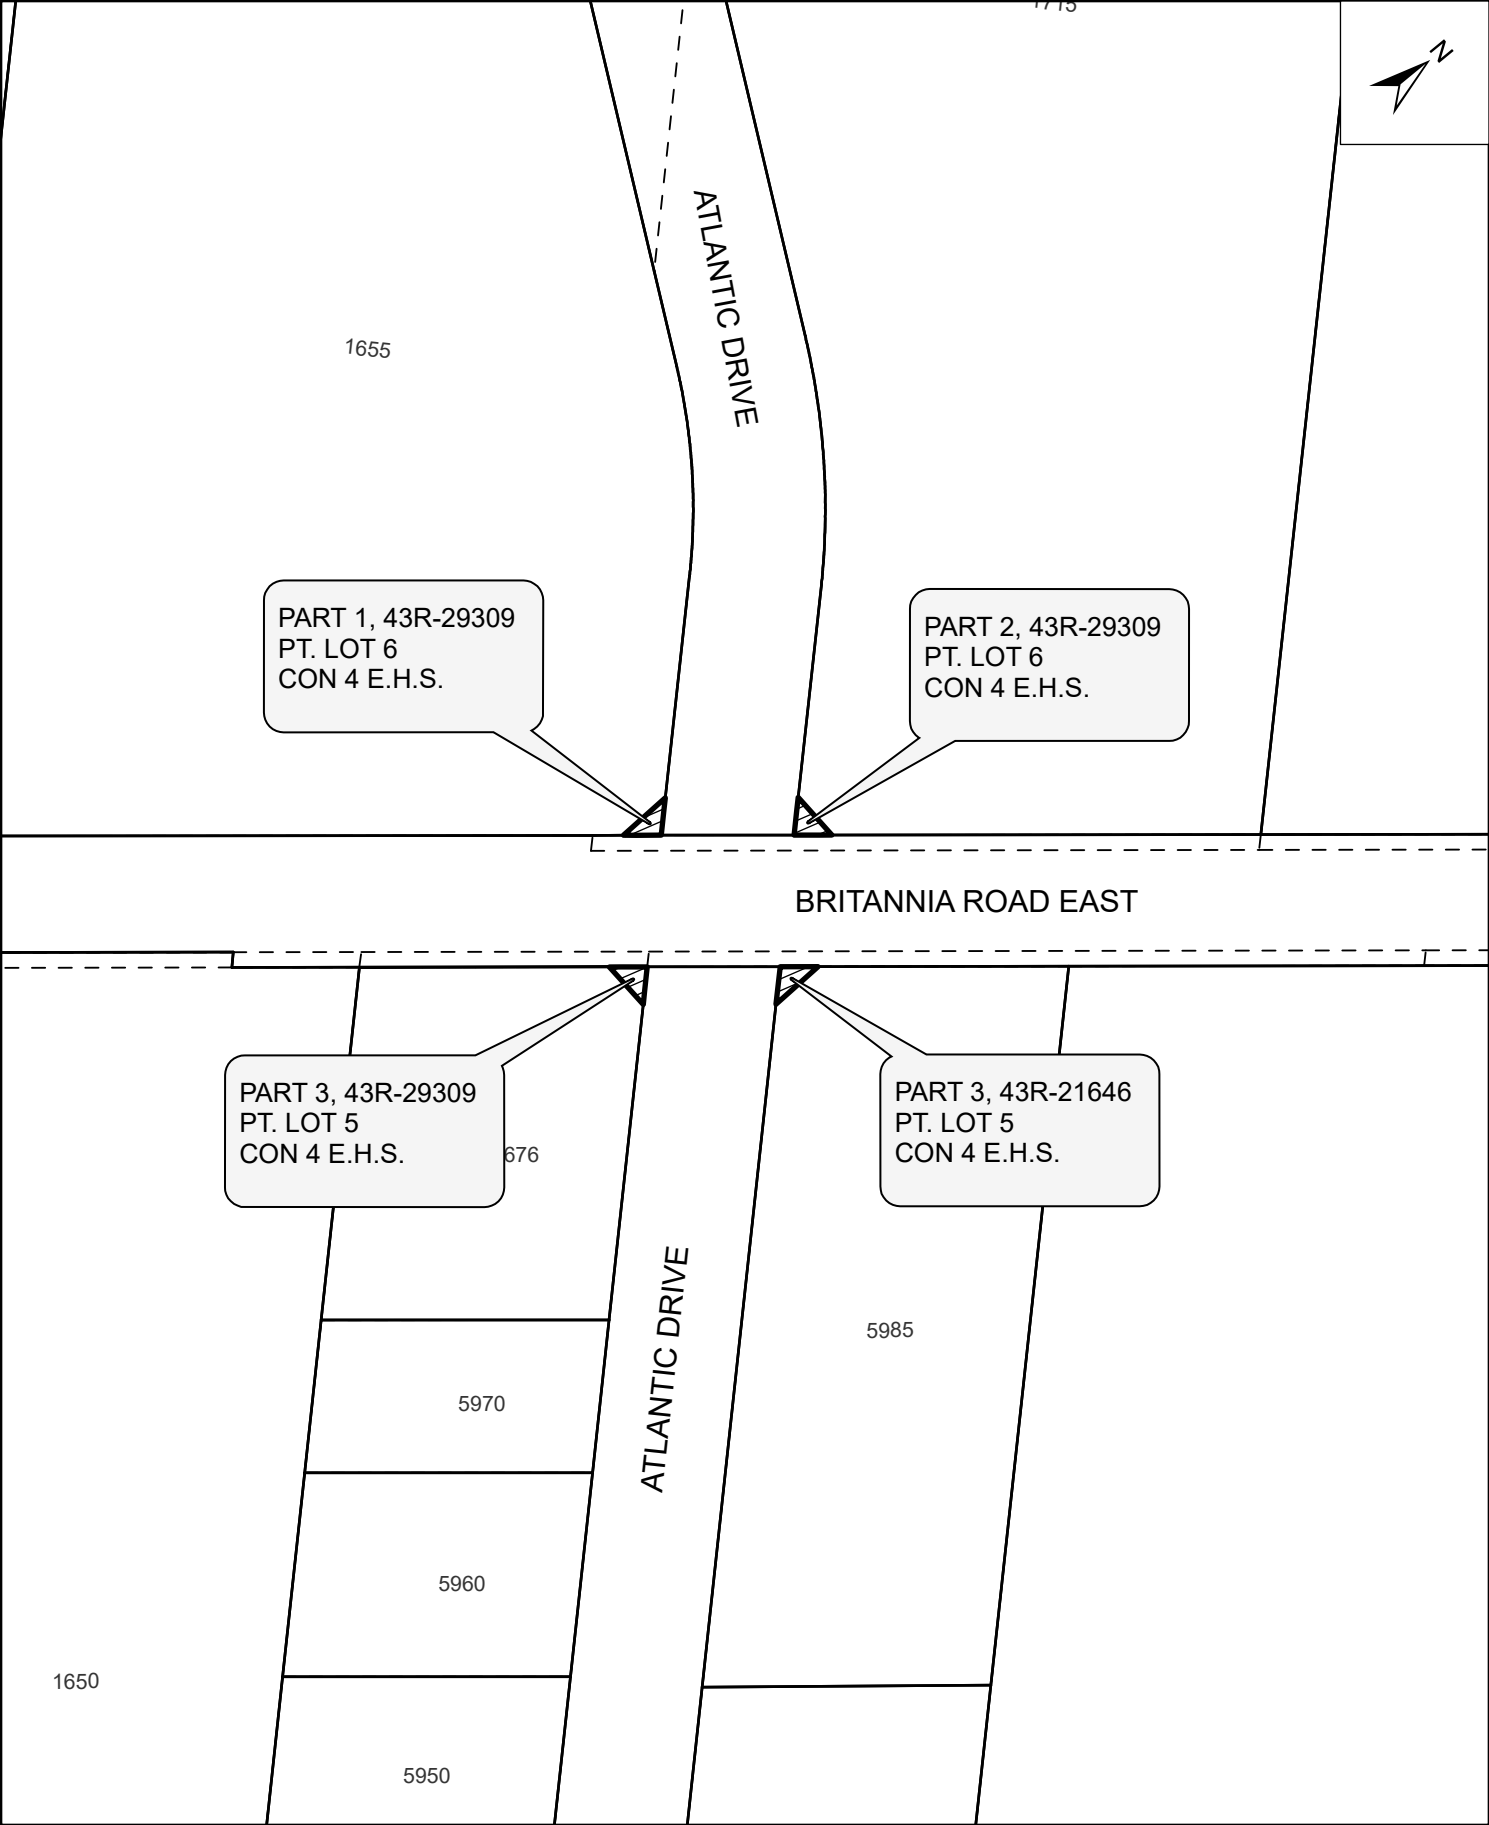 N
ATLANTIC DRIVE
1655
PART 1, 43R-29309
PT. LOT 6
CON 4 E.H.S.
PART 2, 43R-29309
PT. LOT 6
CON 4 E.H.S.
BRITANNIA ROAD EAST
PART 3, 43R-29309
PT. LOT 5
CON 4 E.H.S.
676
PART 3, 43R-21646
PT. LOT 5
CON 4 E.H.S.
ATLANTIC DRIVE
5985
5970
5960
1650
5950